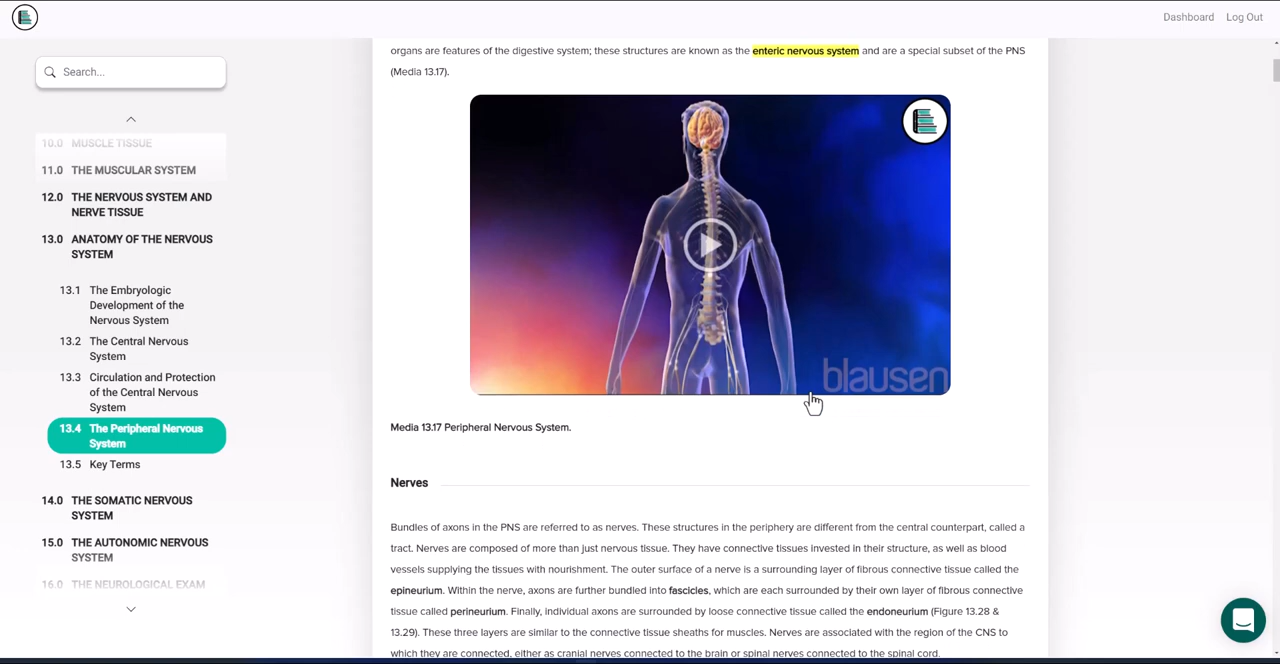 Dashboard Log Out
Search...
10.0 MUSCLE TISSUE
11.0 THE MUSCULAR SYSTEM
12.0 THE NERVOUS SYSTEM AND
NERVE TISSUE
13.0 ANATOMY OF THE NERVOUS
SYSTEM
13.1 The Embryologic
Development of the
Nervous System
13.2 The Central Nervous
System
13.3 Circulation and Protection
of the Central Nervous
System
13.4 The Peripheral Nervous
System
13.5 Key Terms
14.0 THE SOMATIC NERVOUS
SYSTEM
15.0 THE AUTONOMIC NERVOUS
SYSTEM
16.0 THE NEUROLOGICAL EXAM
organs are features of the digestive system; these structures are known as the enteric nervous system and are a special subset of the PNS
(Media 13.17).
blausen
Media 13.17 Peripheral Nervous System.
Nerves
Bundles of axons in the PNS are referred to as nerves. These structures in the periphery are different from the central counterpart, called a
tract. Nerves are composed of more than just nervous tissue. They have connective tissues invested in their structure, as well as blood
vessels supplying the tissues with nourishment. The outer surface of a nerve is a surrounding layer of fibrous connective tissue called the
epineurium. Within the nerve, axons are further bundled into fascicles, which are each surrounded by their own layer of fibrous connective
tissue called perineurium. Finally, individual axons are surrounded by loose connective tissue called the endoneurium (Figure 13.28 &
13.29). These three layers are similar to the connective tissue sheaths for muscles. Nerves are associated with the region of the CNS to
which they are connected, either as cranial nerves connected to the brain or spinal nerves connected to the spinal cord.